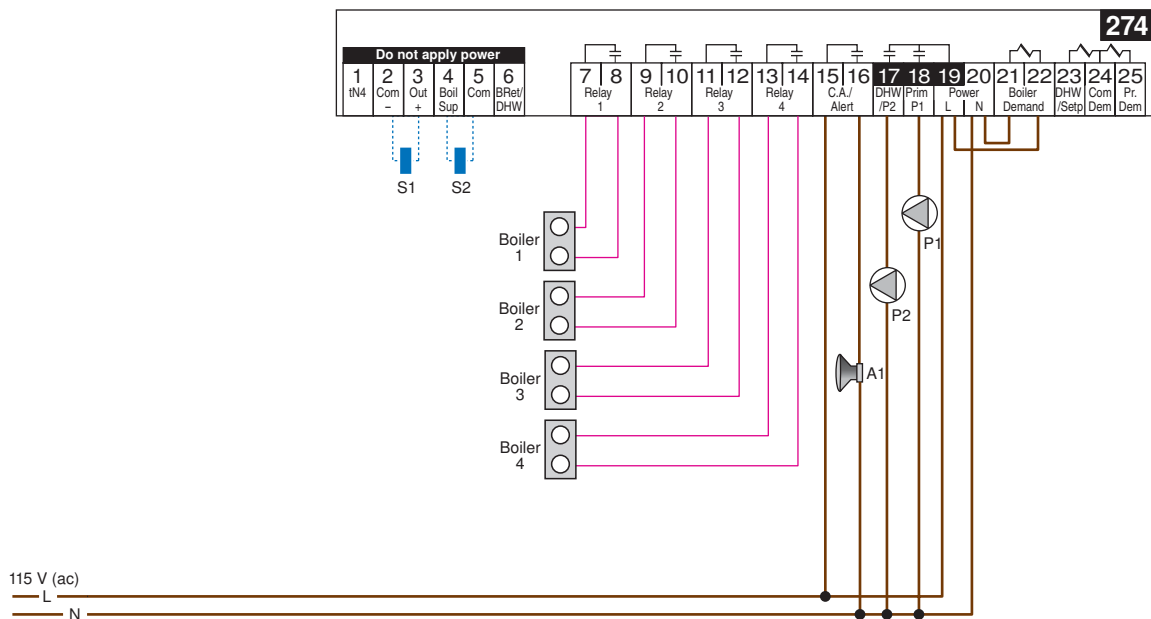 274
Do not apply power
1 2 3 4 5 6 7 8 9 10 11 12 13 14 15 16 17 18 19 20 21 22 23 24 25
tN4 Com Out Boil Com BRet/ Relay Relay Relay Relay C.A./ DHW Prim Power Boiler DHW Com Pr.
– + Sup DHW 1 2 3 4 Alert /P2 P1 L N Demand /Setp Dem Dem
S1 S2
Boiler
1
P1
Boiler
2
P2
Boiler
3
A1
Boiler
4
115 V (ac)
L
N